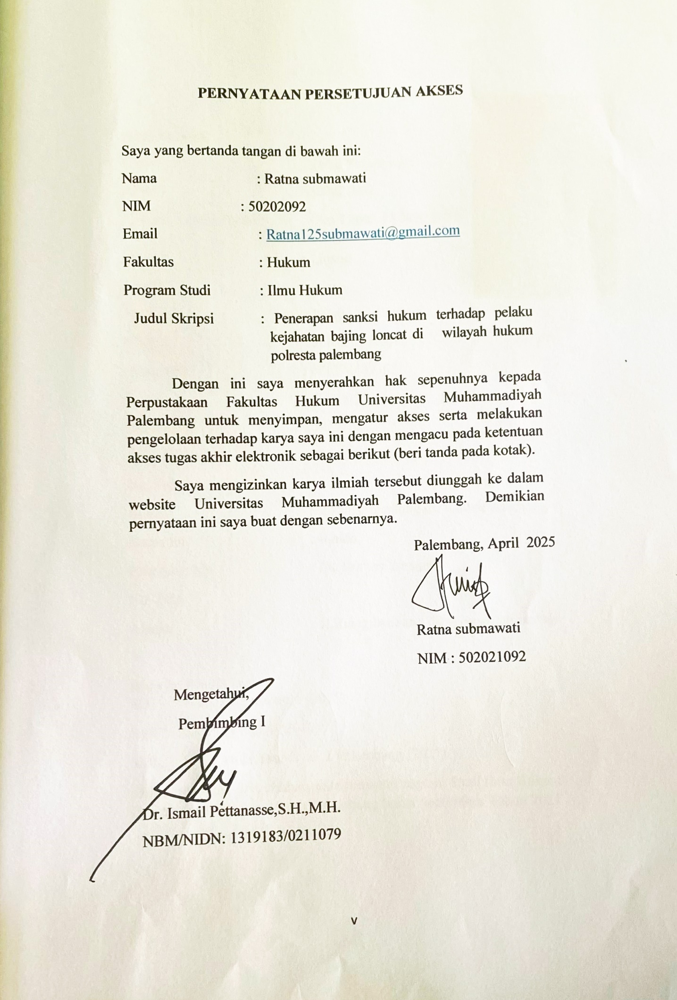 PERNYATAAN PERSETUJUAN AKSES
Saya yang bertanda tangan di bawah ini:
Nama : Ratna submawati
NIM : 50202092
Email : Ratna125submawati@gmail.com
Fakultas : Hukum
Program Studi : Ilmu Hukum
Judul Skripsi : Penerapan sanksi hukum terhadap pelaku
kejahatan bajing loncat di wilayah hukum
polresta palembang
Dengan ini saya menyerahkan hak sepenuhnya kepada
Perpustakaan Fakultas Hukum Universitas Muhammadiyah
Palembang untuk menyimpan, mengatur akses serta melakukan
pengelolaan terhadap karya saya ini dengan mengacu pada ketentuan
akses tugas akhir elektronik sebagai berikut (beri tanda pada kotak).
Saya mengizinkan karya ilmiah tersebut diunggah ke dalam
website Universitas Muhammadiyah Palembang. Demikian
pernyataan ini saya buat dengan sebenarnya.
Palembang, April 2025
Ratna submawati
NIM : 502021092
Mengetahui,
Pembimbing I
Dr. Ismail Pettanasse,S.H.,M.H.
NBM/NIDN: 1319183/0211079
v